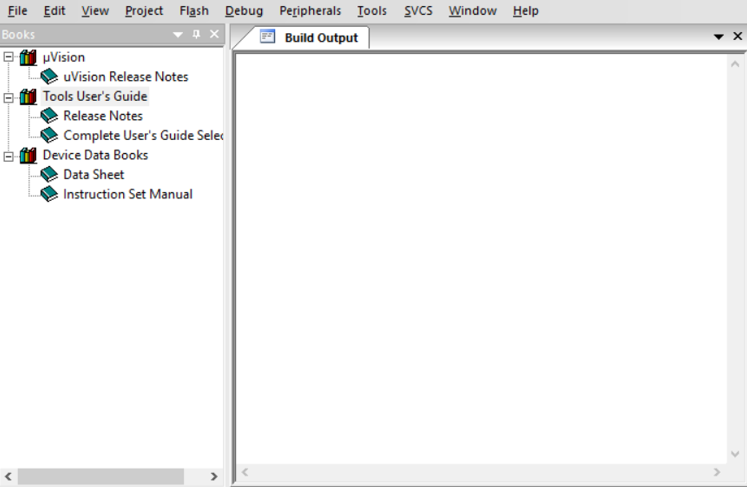 File Edit View Project Flash Debug Peripherals Tools SVCS Window Help
Books
Build Output
µVision
uVision Release Notes
Tools User's Guide
Release Notes
Complete User's Guide Selec
Device Data Books
Data Sheet
Instruction Set Manual